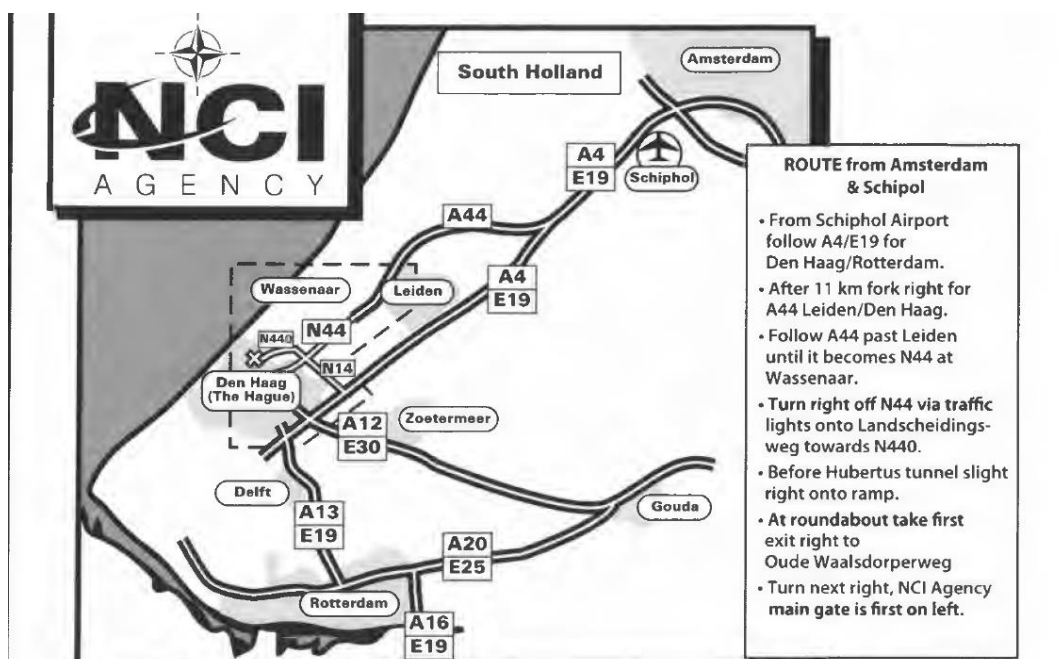 NCI
AGENCY
South Holland
Amsterdam
A4
E19
Schiphol
A44
A4
E19
Wassenaar
Leiden
N44
N440
N14
Den Haag
(The Hague)
A12
E30
Zoetermeer
Delft
A13
E19
Gouda
A20
E25
Rotterdam
A16
E19
ROUTE from Amsterdam
& Schipol
• From Schiphol Airport
follow A4/E19 for
Den Haag/Rotterdam.
• After 11 km fork right for
A44 Leiden/Den Haag.
• Follow A44 past Leiden
until it becomes N44 at
Wassenaar.
• Turn right off N44 via traffic
lights onto Landscheidings-
weg towards N440.
• Before Hubertus tunnel slight
right onto ramp.
• At roundabout take first
exit right to
Oude Waalsdorperweg
• Turn next right, NCI Agency
main gate is first on left.